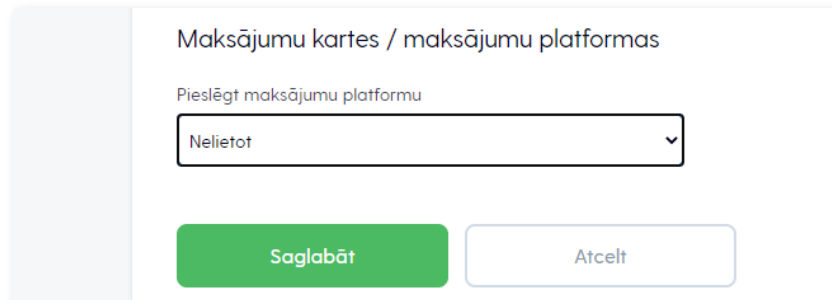 Maksājumu kartes / maksājumu platformas
Pieslēgt maksājumu platformu
Nelietot
Saglabāt
Atcelt